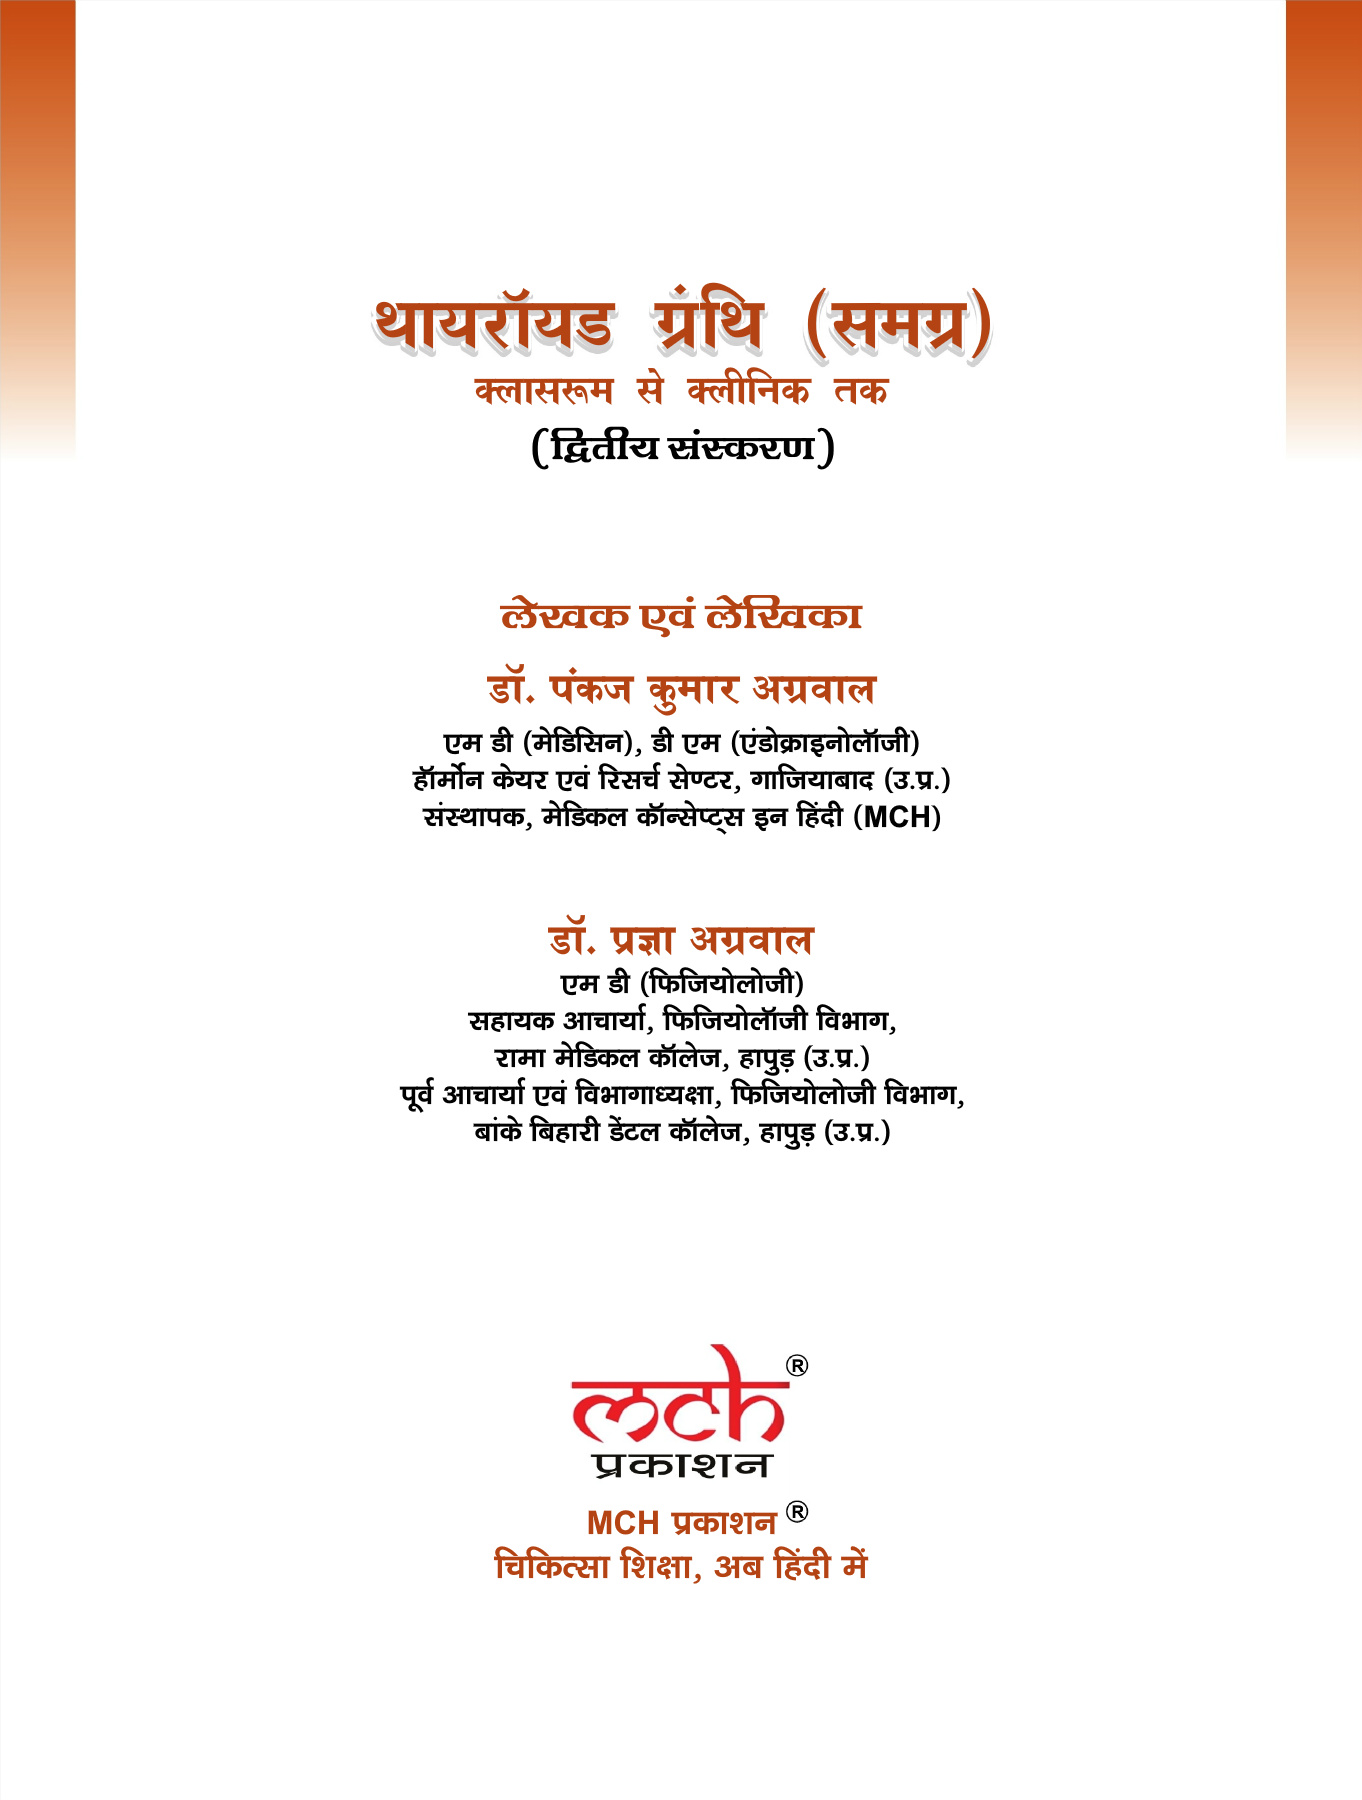 थायरॉयड ग्रंथि (समग्र)
क्लासरूम से क्लीनिक तक
(द्वितीय संस्करण)
लेखक एवं लेखिका
डॉ. पंकज कुमार अग्रवाल
एम डी (मेडिसिन), डी एम (एंडोक्राइनोलॉजी)
हॉर्मोन केयर एवं रिसर्च सेण्टर, गाजियाबाद (उ.प्र.)
संस्थापक, मेडिकल कॉन्सेप्ट्स इन हिंदी (MCH)
डॉ. प्रज्ञा अग्रवाल
एम डी (फिजियोलोजी)
सहायक आचार्या, फिजियोलॉजी विभाग,
रामा मेडिकल कॉलेज, हापुड़ (उ.प्र.)
पूर्व आचार्या एवं विभागाध्यक्षा, फिजियोलोजी विभाग,
बांके बिहारी डेंटल कॉलेज, हापुड़ (उ.प्र.)
mch®
प्रकाशन
MCH प्रकाशन ®
चिकित्सा शिक्षा, अब हिंदी में